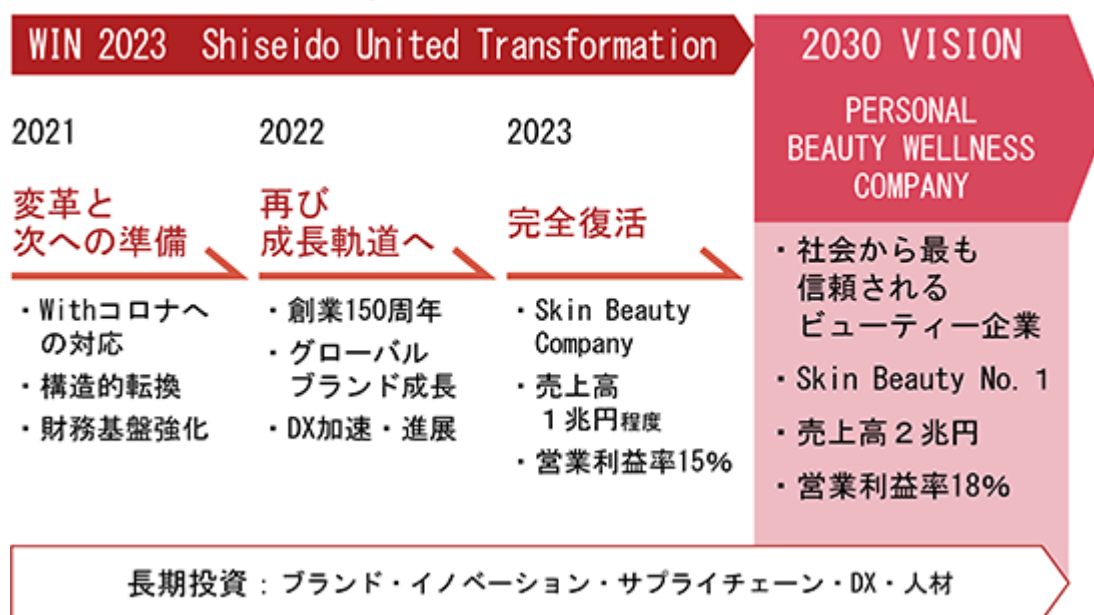 WIN 2023 Shiseido United Transformation
2021
変革と
次への準備
・Withコロナへ
の対応
・構造的転換
・財務基盤強化
2022
再び
成長軌道へ
・創業150周年
・グローバル
ブランド成長
・DX加速・進展
2023
完全復活
・Skin Beauty
Company
・売上高
１兆円程度
・営業利益率15%
2030 VISION
PERSONAL
BEAUTY WELLNESS
COMPANY
・社会から最も
信頼される
ビューティー企業
・Skin Beauty No. 1
・売上高２兆円
・営業利益率18%
長期投資：ブランド・イノベーション・サプライチェーン・DX・人材